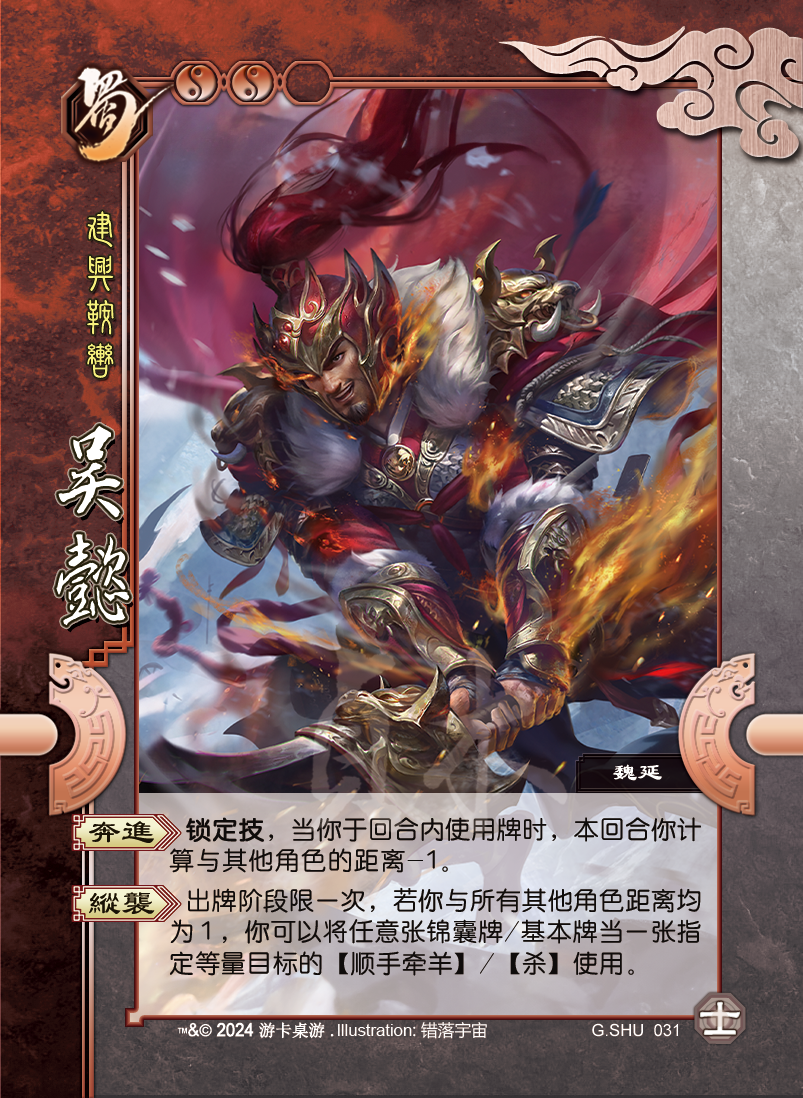 蜀
建興鞍轡
吴懿
魏延
奔進 锁定技，当你于回合内使用牌时，本回合你计
算与其他角色的距离-1。
縱襲 出牌阶段限一次，若你与所有其他角色距离均
为1，你可以将任意张锦囊牌/基本牌当一张指
定等量目标的【顺手牵羊】/【杀】使用。
™&© 2024 游卡桌游 . Illustration: 错落宇宙
G.SHU 031
士